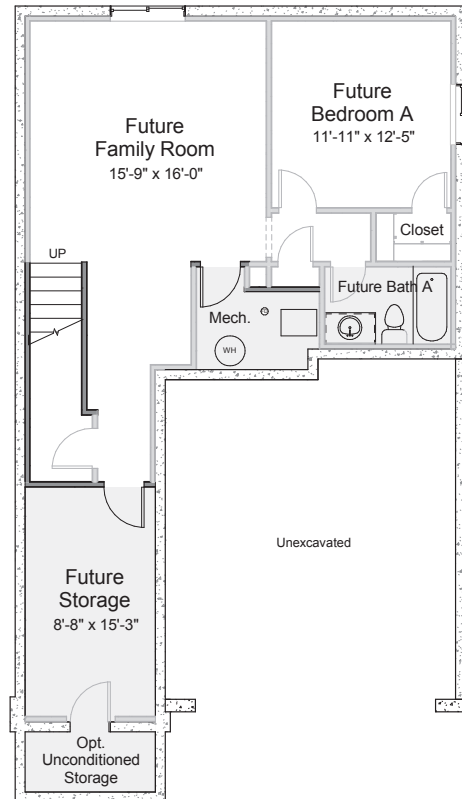 Future
Bedroom A
11'-11" x 12'-5"
Future
Family Room
15'-9" x 16'-0"
Closet
UP
Future Bath A
Mech.
WH
Unexcavated
Future
Storage
8'-8" x 15'-3"
Opt.
Unconditioned
Storage